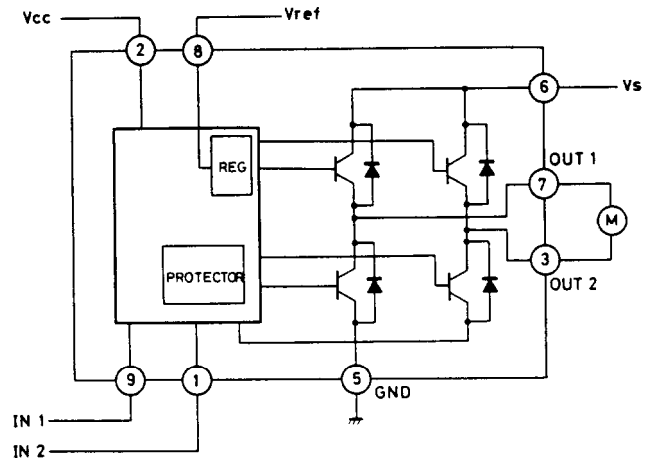 Vcc
Vref
2
8
6
Vs
OUT 1
REG
7
M
PROTECTOR
3
OUT 2
9
1
5
GND
IN 1
IN 2